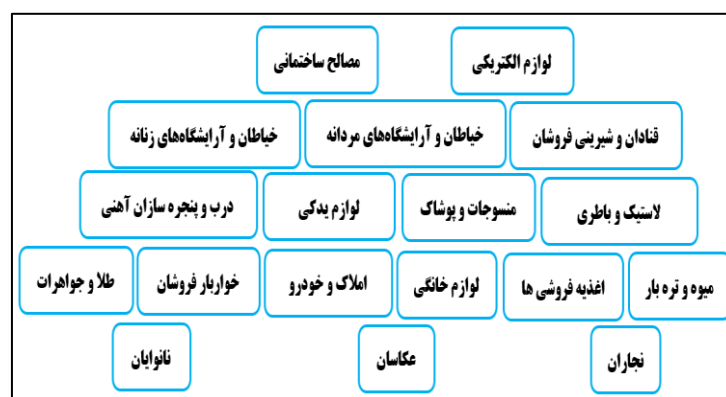 لوازم الکتریکی
مصالح ساختمانی
قنادان و شیرینی فروشان
خیاطان و آرایشگاه‌های مردانه
خیاطان و آرایشگاه‌های زنانه
لاستیک و باطری
منسوجات و پوشاک
لوازم یدکی
درب و پنجره سازان آهنی
میوه و تره بار
اغذیه فروشی ها
لوازم خانگی
املاک و خودرو
خواربار فروشان
طلا و جواهرات
نجاران
عکاسان
نانوایان